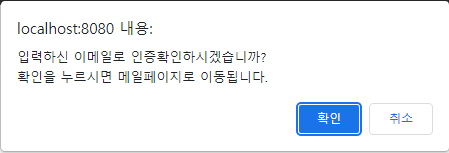 localhost:8080 내용:
입력하신 이메일로 인증확인하시겠습니까?
확인을 누르시면 메일페이지로 이동됩니다.
확인
취소